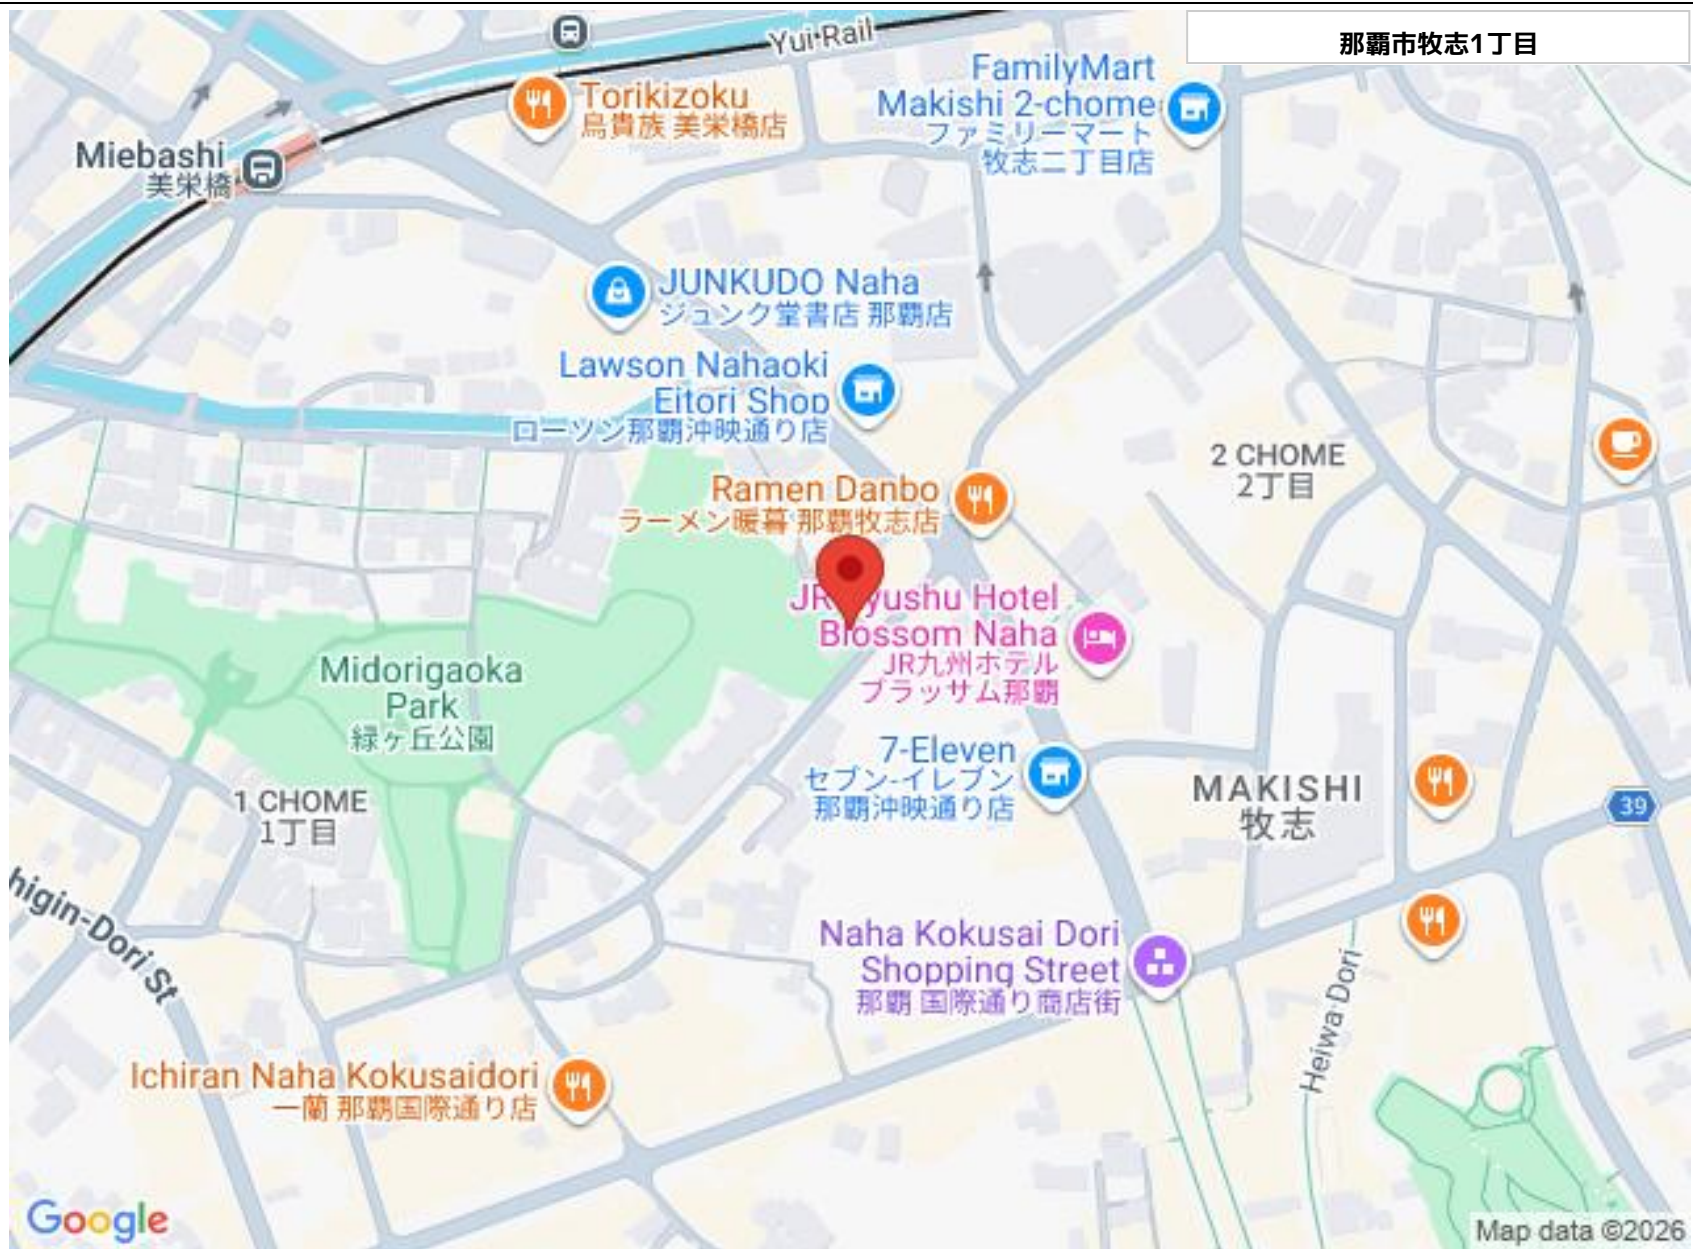 那覇市牧志1丁目
Yui Rail
FamilyMart
Makishi 2-chome
ファミリーマート
牧志二丁目店
Torikizoku
鳥貴族 美栄橋店
Miebashi
美栄橋
JUNKUDO Naha
ジュンク堂書店 那覇店
Lawson Nahaoki
Eitori Shop
ローソン那覇沖映通り店
2 CHOME
2丁目
Ramen Danbo
ラーメン暖暮 那覇牧志店
JR Kyushu Hotel
Blossom Naha
JR九州ホテル
ブラッサム那覇
Midorigaoka
Park
緑ヶ丘公園
7-Eleven
セブン-イレブン
那覇沖映通り店
MAKISHI
牧志
39
1 CHOME
1丁目
higin-Dori St
Naha Kokusai Dori
Shopping Street
那覇 国際通り商店街
Heiwa Dori
Ichiran Naha Kokusaidori
一蘭 那覇国際通り店
Google
Map data ©2026